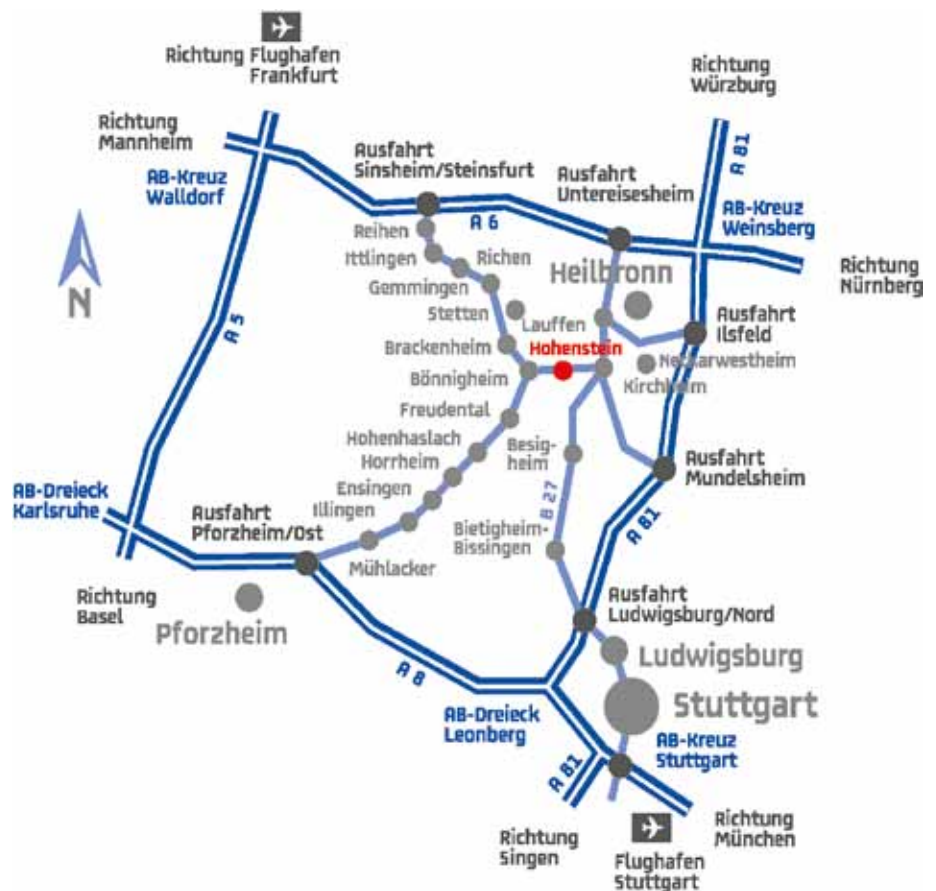 Richtung Flughafen
Frankfurt
Richtung
Würzburg
Richtung
Mannheim
A 81
AB-Kreuz
Walldorf
Ausfahrt
Sinsheim/Steinsfurt
Ausfahrt
Untereisesheim
AB-Kreuz
Weinsberg
A 6
Reihen
Ittlingen
Richen
Gemmingen
Heilbronn
Richtung
Nürnberg
N
Stetten
Lauffen
Ausfahrt
Ilsfeld
A 5
Brackenheim
Hohenstein
Neckarwestheim
Bönnigheim
Kirchheim
Freudental
Hohenhaslach
Horrheim
Besig-
heim
Ausfahrt
Mundelsheim
AB-Dreieck
Karlsruhe
Ensingen
Illingen
B 27
A 81
Ausfahrt
Pforzheim/Ost
Bietigheim-
Bissingen
Mühlacker
Richtung
Basel
Pforzheim
Ausfahrt
Ludwigsburg/Nord
Ludwigsburg
A 8
Stuttgart
AB-Dreieck
Leonberg
AB-Kreuz
Stuttgart
A 81
Richtung
Singen
Flughafen
Stuttgart
Richtung
München